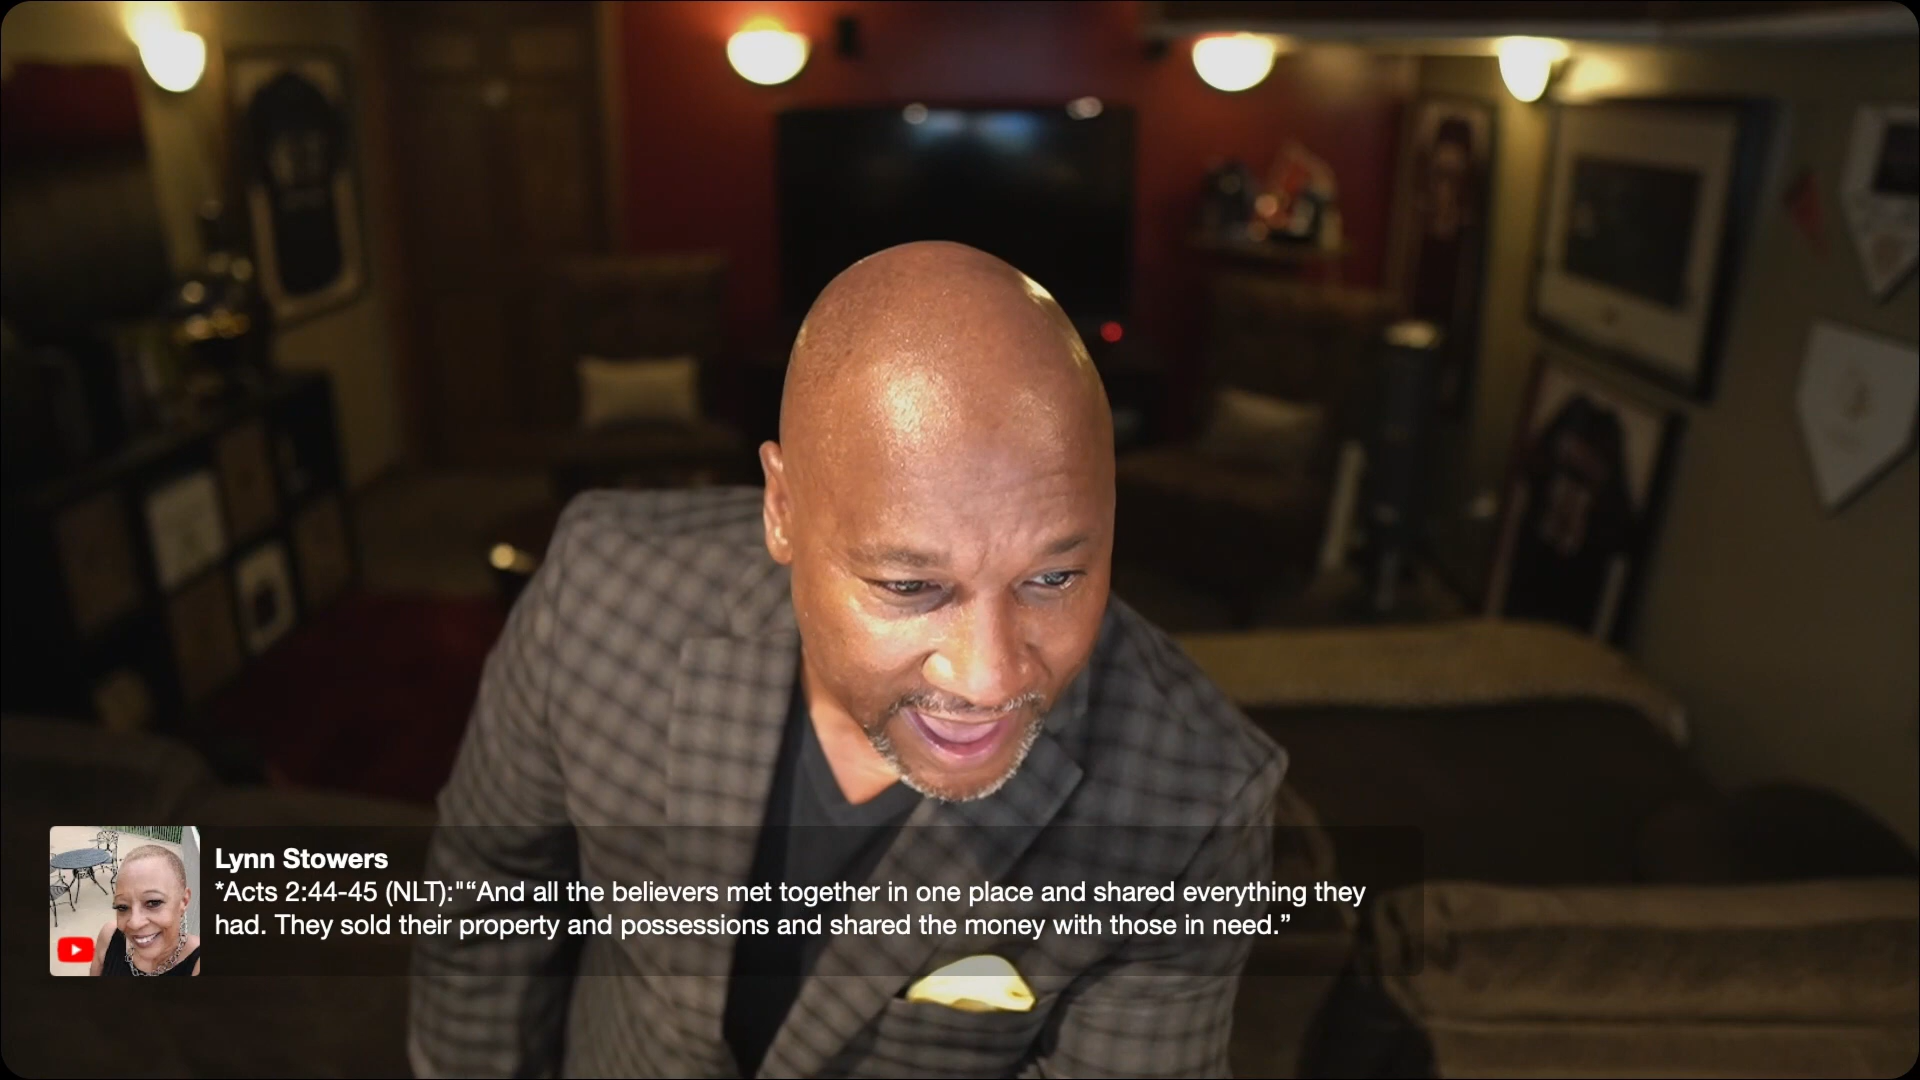 Lynn Stowers
*Acts 2:44-45 (NLT):"“And all the believers met together in one place and shared everything they
had. They sold their property and possessions and shared the money with those in need.”